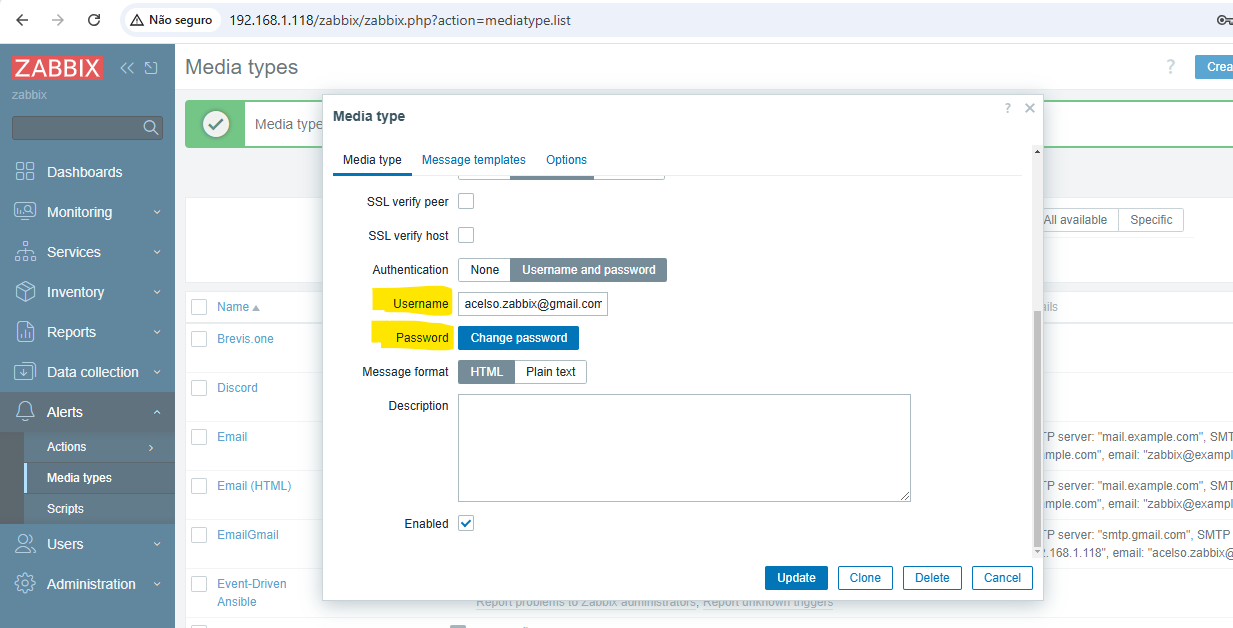 Não seguro
192.168.1.118/zabbix/zabbix.php?action=mediatype.list
ZABBIX
zabbix
Dashboards
Monitoring
Services
Inventory
Reports
Data collection
Alerts
Actions
Media types
Scripts
Users
Administration
Media types
?
Crea
Media type
All available
Specific
Name
ails
Brevis.one
Discord
Email
TP server: "mail.example.com", SMT
mple.com", email: "zabbix@exampl
Email (HTML)
TP server: "mail.example.com", SMT
mple.com", email: "zabbix@exampl
EmailGmail
TP server: "smtp.gmail.com", SMTP
2.168.1.118", email: "acelso.zabbix@
Event-Driven
Ansible
Report problems to Zabbix administrators, Report unknown triggers
Media type
?
Media type Message templates Options
SSL verify peer
SSL verify host
Authentication None Username and password
Username acelso.zabbix@gmail.com
Password Change password
Message format HTML Plain text
Description
Enabled
Update Clone Delete Cancel